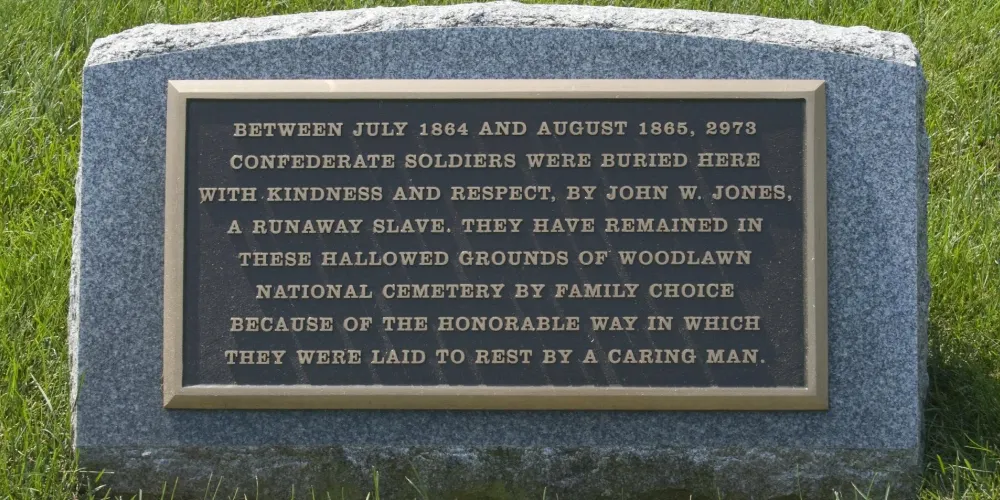 BETWEEN JULY 1864 AND AUGUST 1865, 2973
CONFEDERATE SOLDIERS WERE BURIED HERE
WITH KINDNESS AND RESPECT, BY JOHN W. JONES,
A RUNAWAY SLAVE. THEY HAVE REMAINED IN
THESE HALLOWED GROUNDS OF WOODLAWN
NATIONAL CEMETERY BY FAMILY CHOICE
BECAUSE OF THE HONORABLE WAY IN WHICH
THEY WERE LAID TO REST BY A CARING MAN.